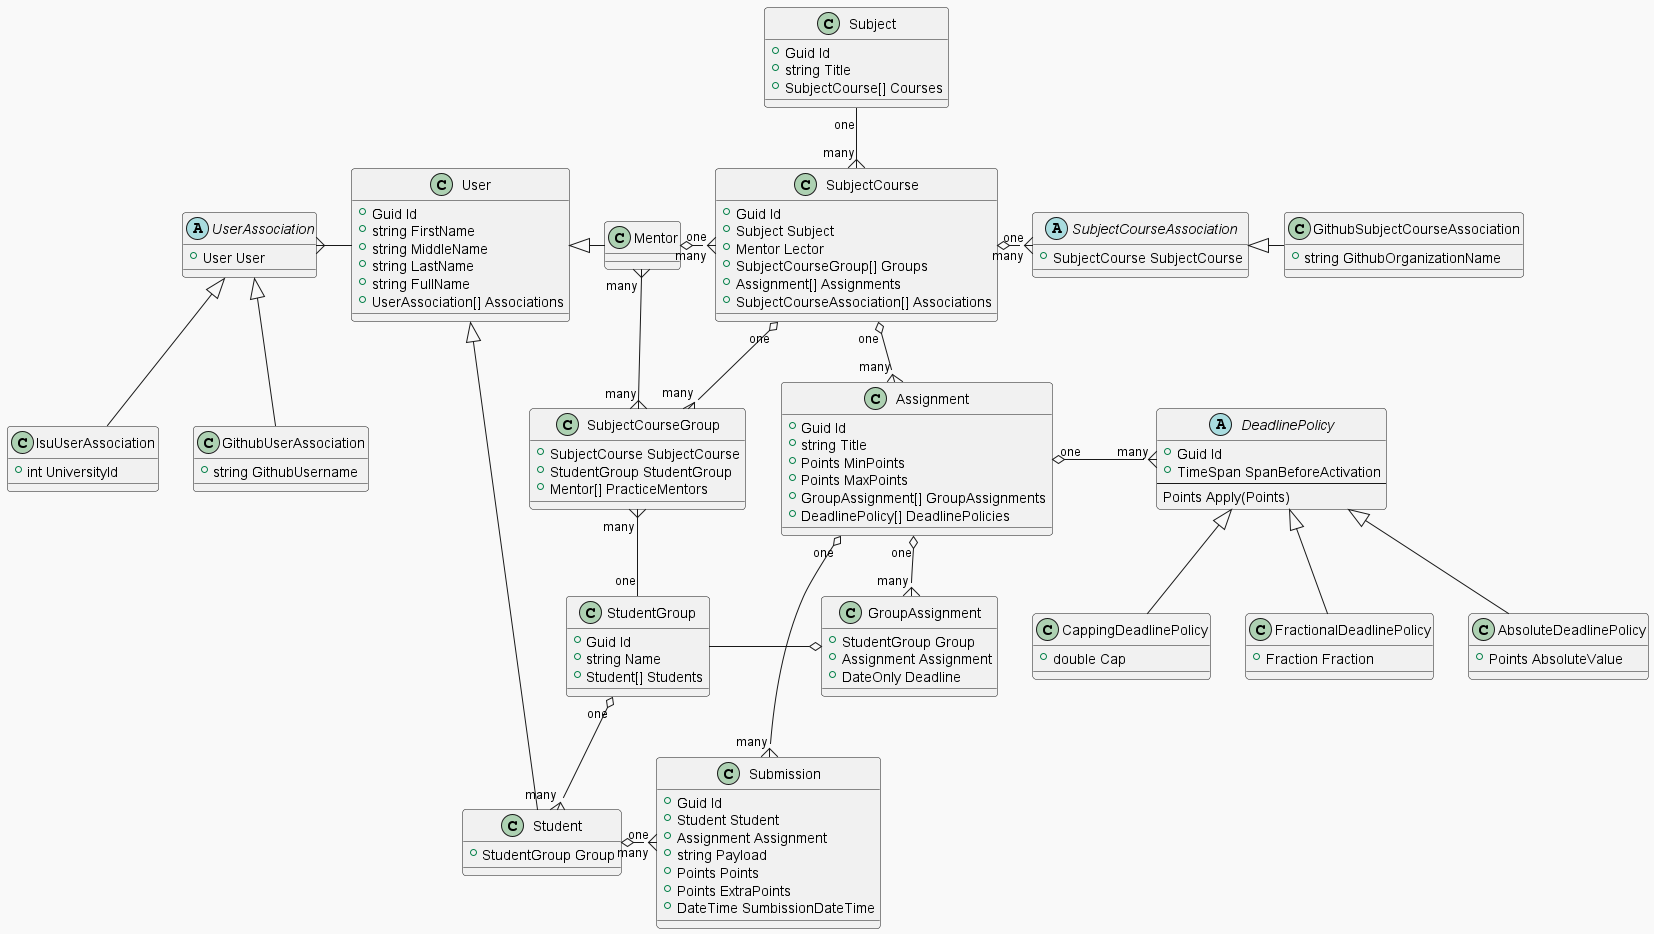 C Subject
Guid Id
string Title
SubjectCourse[] Courses
one
many
C User
Guid Id
string FirstName
string MiddleName
string LastName
string FullName
UserAssociation[] Associations
C SubjectCourse
Guid Id
Subject Subject
Mentor Lector
SubjectCourseGroup[] Groups
Assignment[] Assignments
SubjectCourseAssociation[] Associations
A UserAssociation
User User
C Mentor
one
many
one
many
A SubjectCourseAssociation
SubjectCourse SubjectCourse
C GithubSubjectCourseAssociation
string GithubOrganizationName
many
one
one
many
many
many
C IsuUserAssociation
int UniversityId
C GithubUserAssociation
string GithubUsername
C SubjectCourseGroup
SubjectCourse SubjectCourse
StudentGroup StudentGroup
Mentor[] PracticeMentors
C Assignment
Guid Id
string Title
Points MinPoints
Points MaxPoints
GroupAssignment[] GroupAssignments
DeadlinePolicy[] DeadlinePolicies
one
many
A DeadlinePolicy
Guid Id
TimeSpan SpanBeforeActivation
Points Apply(Points)
many
one
one
one
many
C StudentGroup
Guid Id
string Name
Student[] Students
C GroupAssignment
StudentGroup Group
Assignment Assignment
DateOnly Deadline
C CappingDeadlinePolicy
double Cap
C FractionalDeadlinePolicy
Fraction Fraction
C AbsoluteDeadlinePolicy
Points AbsoluteValue
one
many
many
C Student
StudentGroup Group
one
many
C Submission
Guid Id
Student Student
Assignment Assignment
string Payload
Points Points
Points ExtraPoints
DateTime SumbissionDateTime